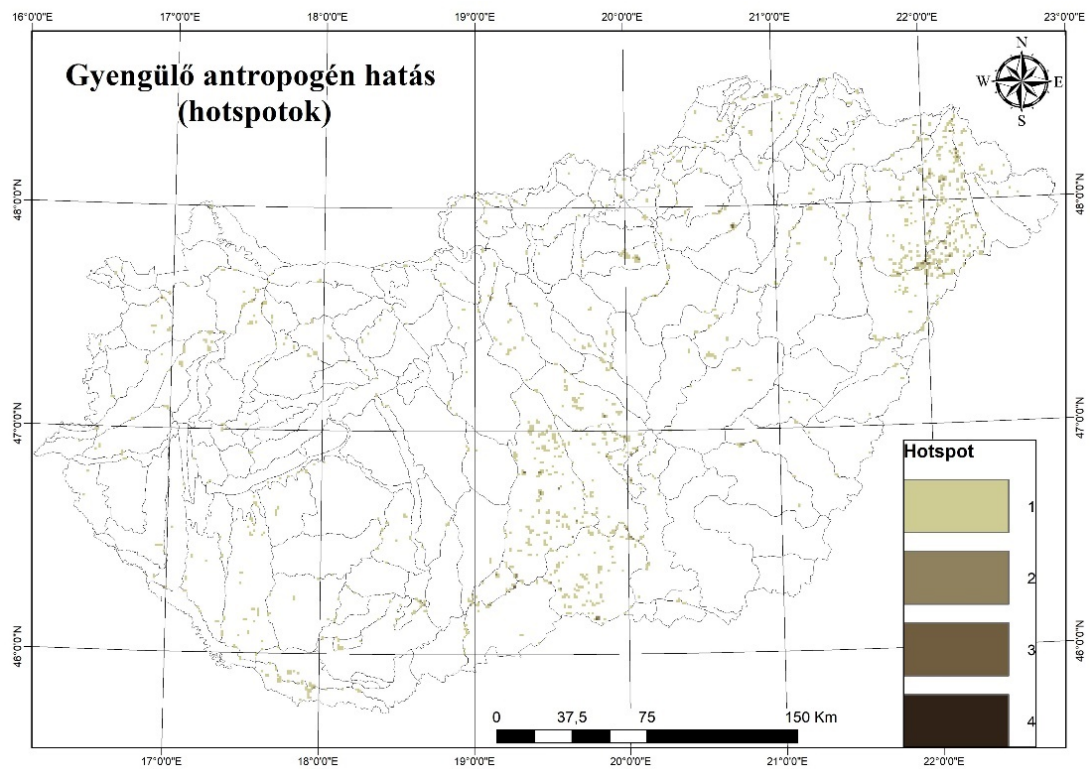 16°0'0"E 17°0'0"E 18°0'0"E 19°0'0"E 20°0'0"E 21°0'0"E 22°0'0"E 23°0'0"E
Gyengülő antropogén hatás
(hotspotok)
N
W E
S
48°0'0"N 48°0'0"N
47°0'0"N 47°0'0"N
46°0'0"N 46°0'0"N
Hotspot
1
2
3
4
0 37,5 75 150 Km
17°0'0"E 18°0'0"E 19°0'0"E 20°0'0"E 21°0'0"E 22°0'0"E